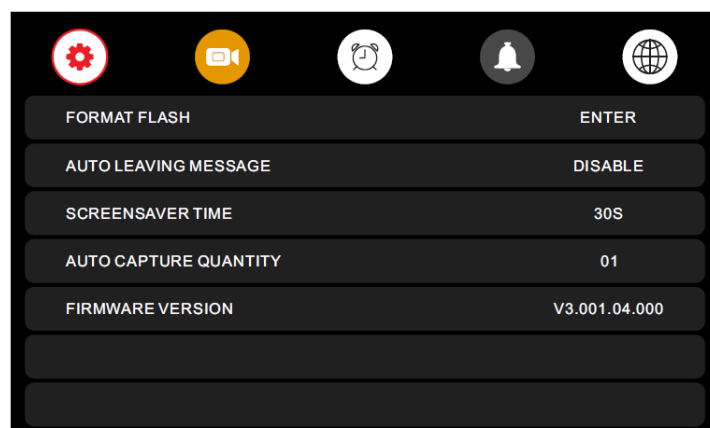 FORMAT FLASH ENTER
AUTO LEAVING MESSAGE DISABLE
SCREENSAVER TIME 30S
AUTO CAPTURE QUANTITY 01
FIRMWARE VERSION V3.001.04.000